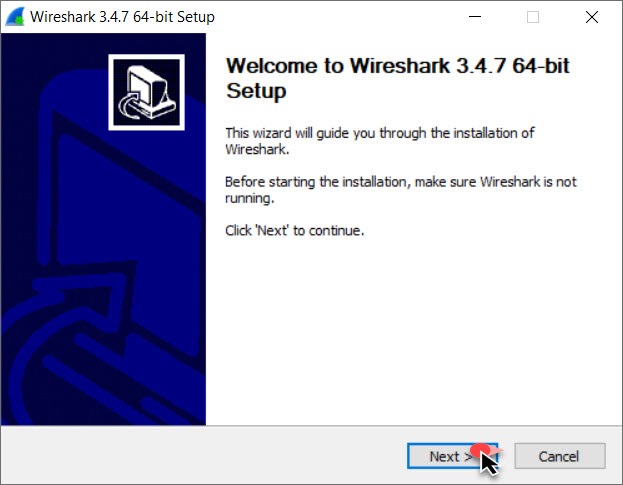 Wireshark 3.4.7 64-bit Setup
Welcome to Wireshark 3.4.7 64-bit
Setup
This wizard will guide you through the installation of
Wireshark.
Before starting the installation, make sure Wireshark is not
running.
Click 'Next' to continue.
Next >
Cancel